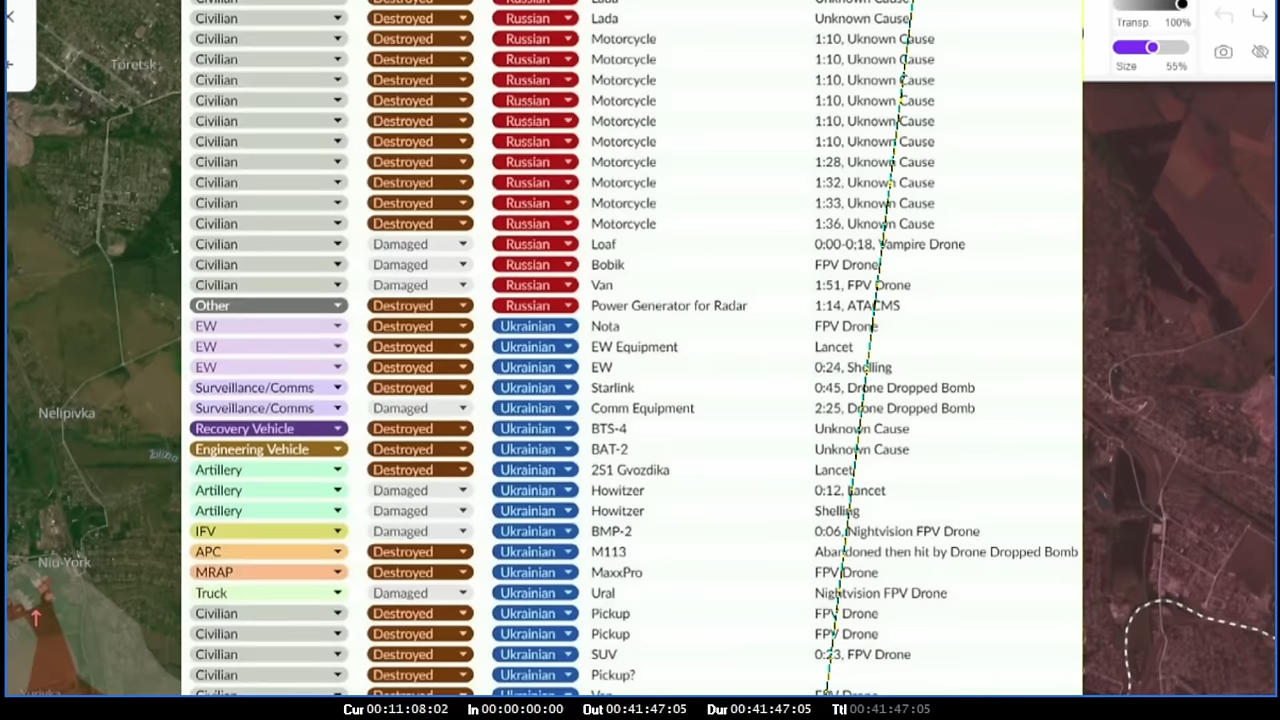 Civilian Destroyed Russian Lada
Civilian Destroyed Russian Lada Unknown Cause
Transp. 100%
Civilian Destroyed Russian Motorcycle 1:10, Uknown Cause
Civilian Destroyed Russian Motorcycle 1:10, Uknown Cause
Size 55%
Toretsk
Civilian Destroyed Russian Motorcycle 1:10, Uknown Cause
Civilian Destroyed Russian Motorcycle 1:10, Uknown Cause
Civilian Destroyed Russian Motorcycle 1:10, Uknown Cause
Civilian Destroyed Russian Motorcycle 1:10, Uknown Cause
Civilian Destroyed Russian Motorcycle 1:28, Uknown Cause
Civilian Destroyed Russian Motorcycle 1:32, Uknown Cause
Civilian Destroyed Russian Motorcycle 1:33, Uknown Cause
Civilian Destroyed Russian Motorcycle 1:36, Uknown Cause
Civilian Damaged Russian Loaf 0:00-0;18, Vampire Drone
Civilian Damaged Russian Bobik FPV Drone
Civilian Damaged Russian Van 1:51, FPV Drone
Other Destroyed Russian Power Generator for Radar 1:14, ATACMS
EW Destroyed Ukrainian Nota FPV Drone
EW Destroyed Ukrainian EW Equipment Lancet
EW Destroyed Ukrainian EW 0:24, Shelling
Surveillance/Comms Destroyed Ukrainian Starlink 0:45, Drone Dropped Bomb
Surveillance/Comms Damaged Ukrainian Comm Equipment 2:25, Drone Dropped Bomb
Nelipivka
Recovery Vehicle Destroyed Ukrainian BTS-4 Unknown Cause
Engineering Vehicle Destroyed Ukrainian BAT-2 Unknown Cause
Artillery Destroyed Ukrainian 2S1 Gvozdika Lancet
Artillery Damaged Ukrainian Howitzer 0:12, Lancet
Artillery Damaged Ukrainian Howitzer Shelling
IFV Damaged Ukrainian BMP-2 0:06, Nightvision FPV Drone
APC Destroyed Ukrainian M113 Abandoned then hit by Drone Dropped Bomb
Niu-York
MRAP Destroyed Ukrainian MaxxPro FPV Drone
Truck Damaged Ukrainian Ural Nightvision FPV Drone
Civilian Destroyed Ukrainian Pickup FPV Drone
Civilian Destroyed Ukrainian Pickup FPV Drone
Civilian Destroyed Ukrainian SUV 0:23, FPV Drone
Civilian Destroyed Ukrainian Pickup?
Cur 00:11:08:02 In 00:00:00:00 Out 00:41:47:05 Dur 00:41:47:05 Ttl 00:41:47:05